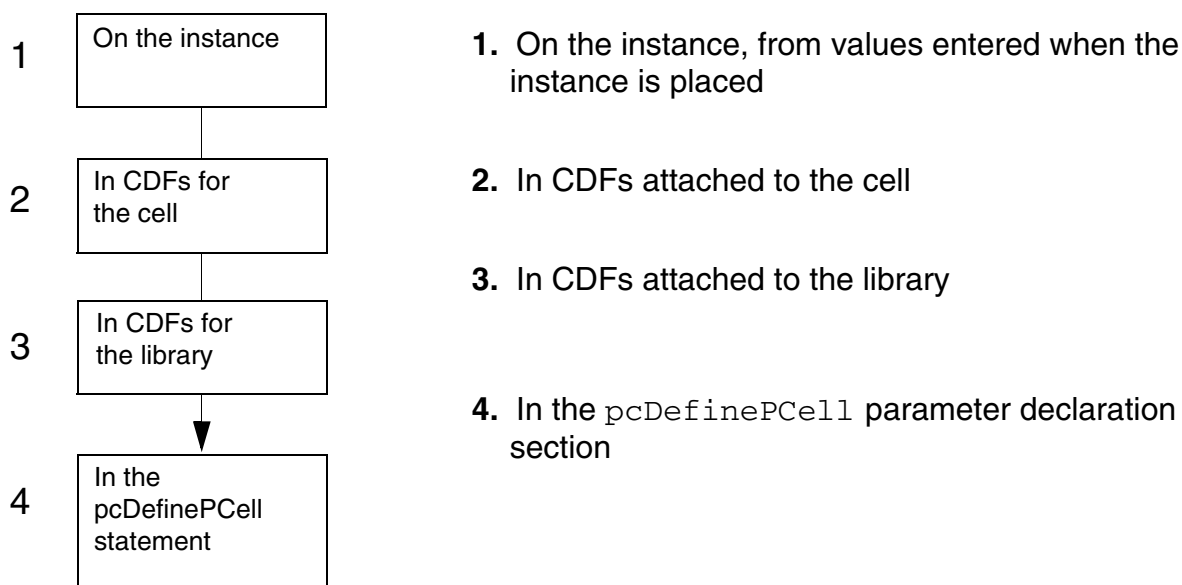 1
On the instance
2
In CDFs for
the cell
3
In CDFs for
the library
4
In the
pcDefinePCell
statement
1. On the instance, from values entered when the
instance is placed
2. In CDFs attached to the cell
3. In CDFs attached to the library
4. In the pcDefinePCell parameter declaration
section